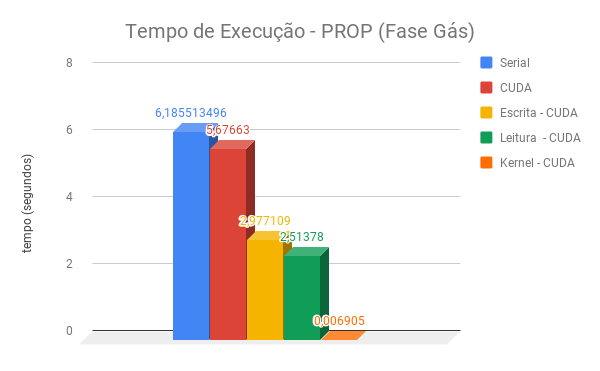 Tempo de Execução - PROP (Fase Gás)
tempo (segundos)
8
6
4
2
0
6,185513496
5,67663
2,977109
2,51378
0,006905
Serial
CUDA
Escrita - CUDA
Leitura - CUDA
Kernel - CUDA